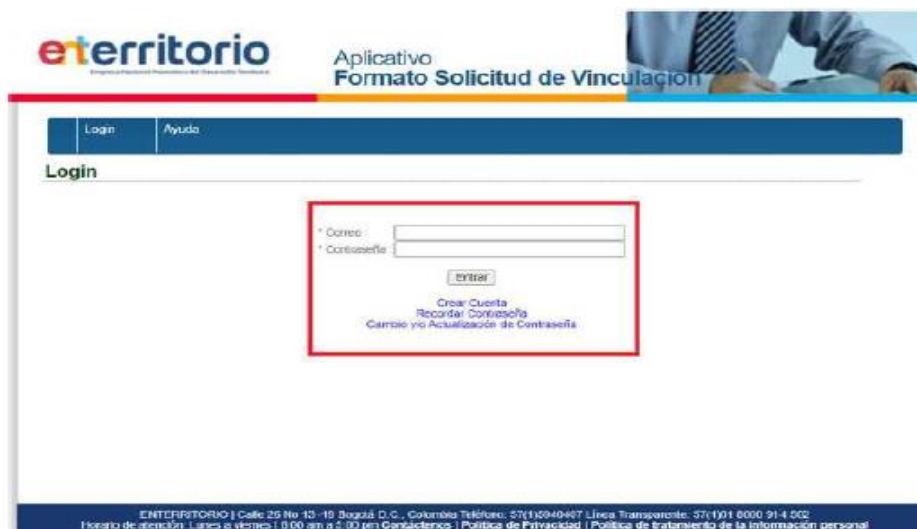 enterritorio
Aplicativo
Formato Solicitud de Vinculación
Login Ayuda
Login
* Correo
* Contraseña
Entrar
Crear Cuenta
Recordar Contraseña
Cambio y/o Actualización de Contraseña
ENTERRITORIO | Calle 26 No 13-19 Bogotá D.C., Colombia Teléfono: Línea Transparente: 57(1)01 8000 914 502
Horario de atención: Lunes a viernes | 8:00 am a 5:00 pm Contáctenos | Política de Privacidad | Política de tratamiento de la información personal